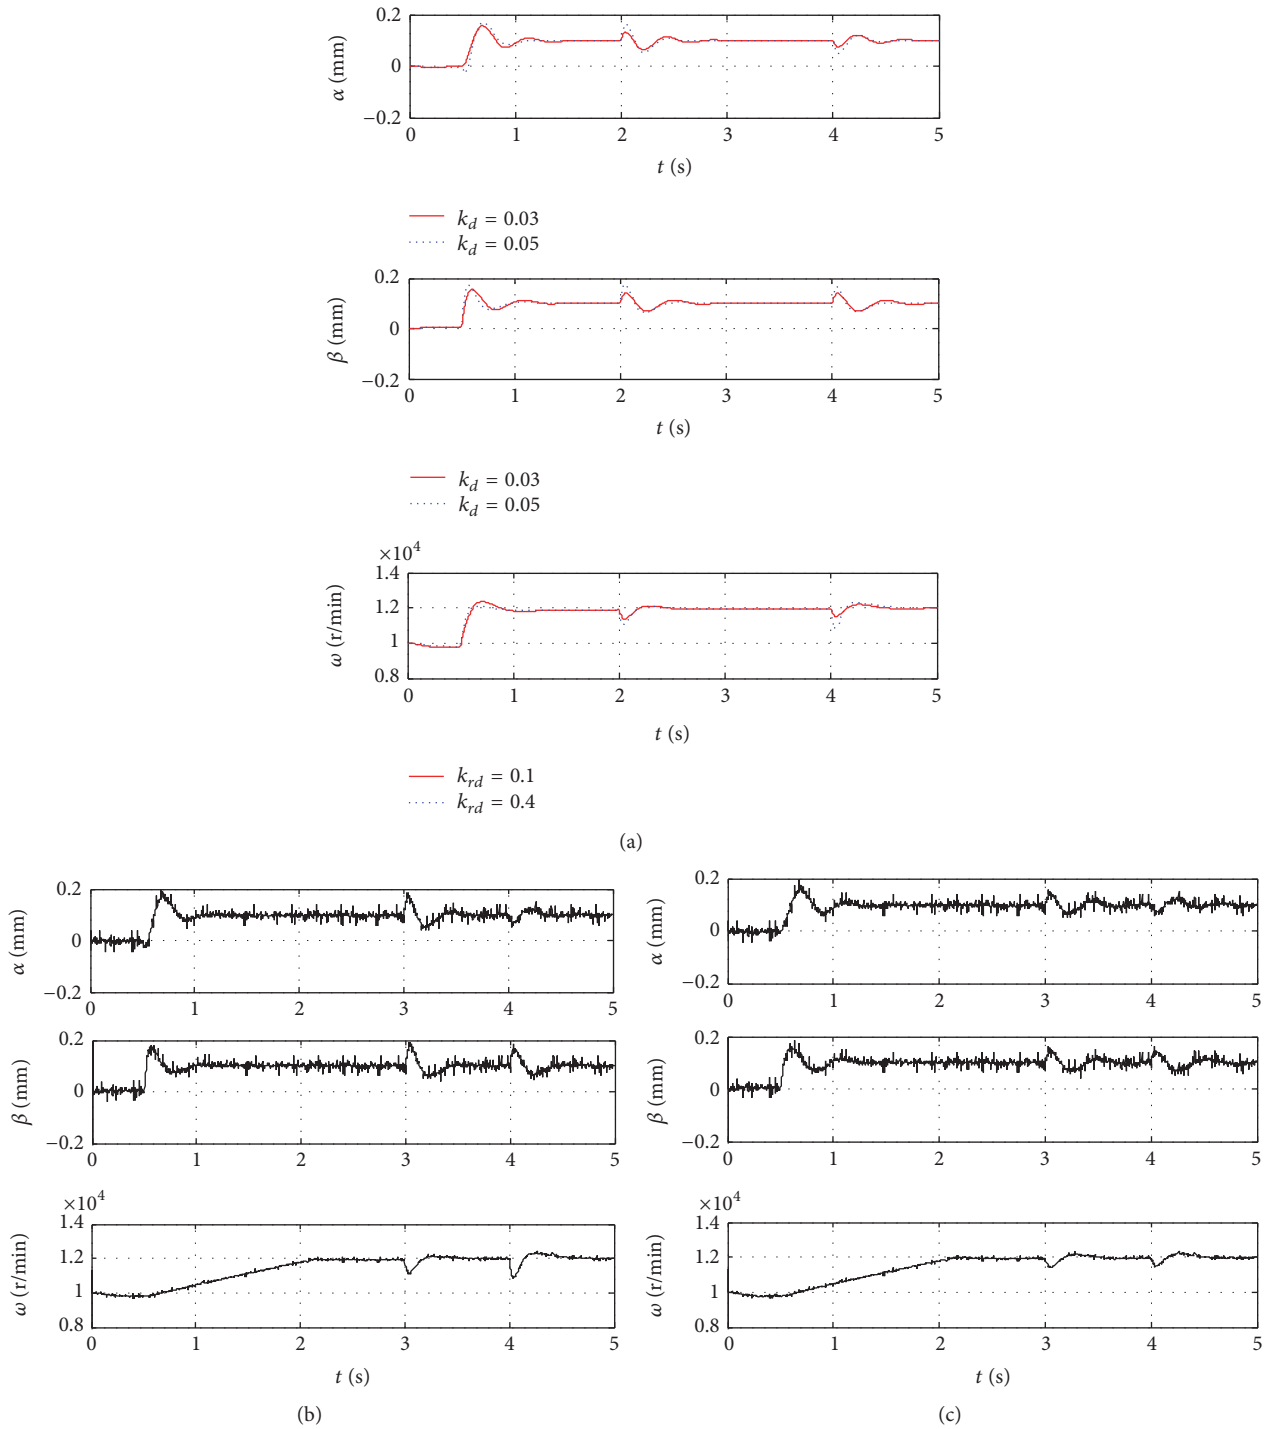 0.2
0
−0.2
α (mm)
0 1 2 3 4 5
t (s)
k_d = 0.03
k_d = 0.05
0.2
0
−0.2
β (mm)
0 1 2 3 4 5
t (s)
k_d = 0.03
k_d = 0.05
×10⁴
1.4
1.2
1
0.8
ω (r/min)
0 1 2 3 4 5
t (s)
k_rd = 0.1
k_rd = 0.4
(a)
0.2
0
−0.2
α (mm)
0 1 2 3 4 5
0.2
0
−0.2
β (mm)
0 1 2 3 4 5
×10⁴
1.4
1.2
1
0.8
ω (r/min)
0 1 2 3 4 5
t (s)
(b)
0.2
0
−0.2
α (mm)
0 1 2 3 4 5
0.2
0
−0.2
β (mm)
0 1 2 3 4 5
×10⁴
1.4
1.2
1
0.8
ω (r/min)
0 1 2 3 4 5
t (s)
(c)